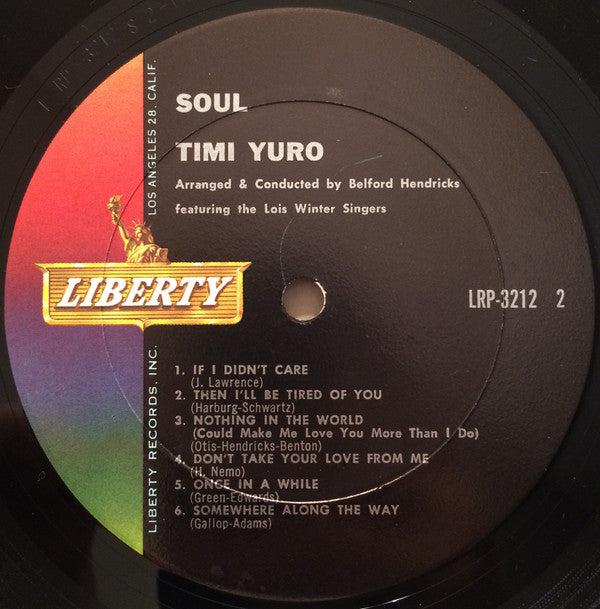 SOUL
TIMI YURO
Arranged & Conducted by Belford Hendricks
featuring the Lois Winter Singers
LIBERTY
LRP-3212 2
1. IF I DIDN'T CARE
(J. Lawrence)
2. THEN I'LL BE TIRED OF YOU
(Harburg-Schwartz)
3. NOTHING IN THE WORLD
(Could Make Me Love You More Than I Do)
(Otis-Hendricks-Benton)
4. DON'T TAKE YOUR LOVE FROM ME
(H. Nemo)
5. ONCE IN A WHILE
(Green-Edwards)
6. SOMEWHERE ALONG THE WAY
(Gallop-Adams)
LIBERTY RECORDS, INC. LOS ANGELES 28, CALIF.